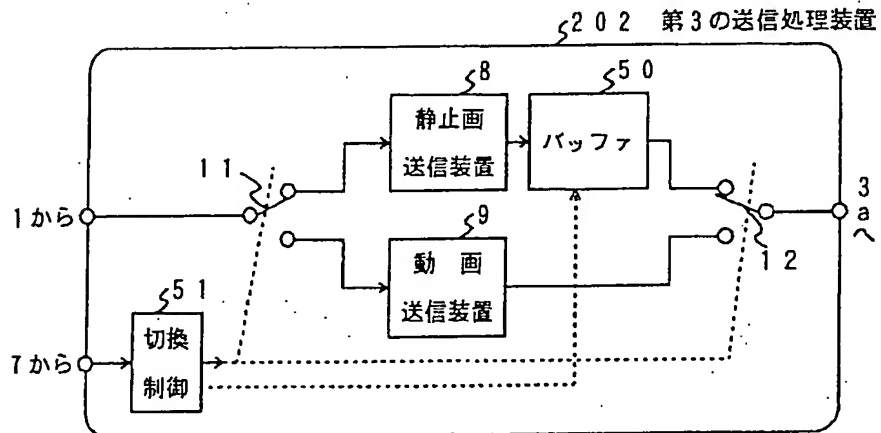 202 第3の送信処理装置
8
50
静止画
送信装置
バッファ
11
1から
3
a
へ
9
12
動 画
送信装置
51
切換
制御
7から